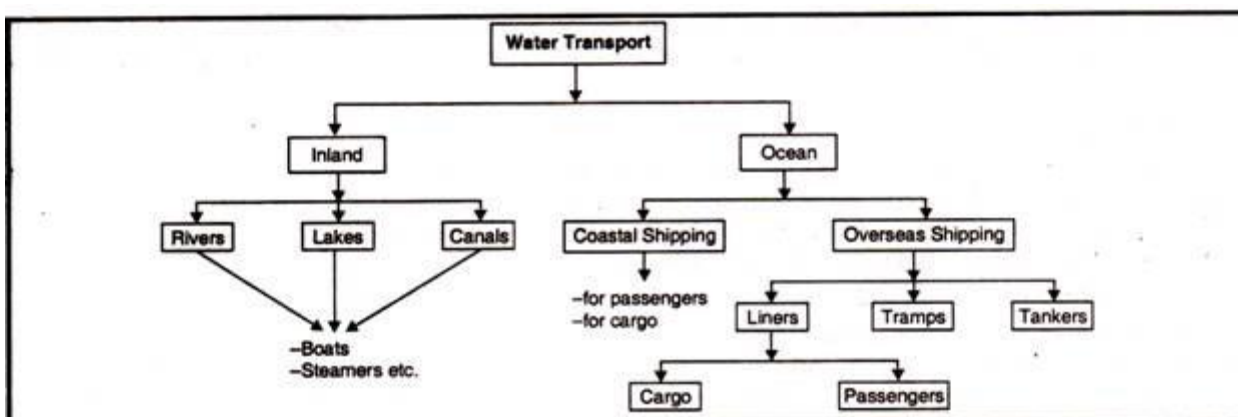 Water Transport
Inland
Ocean
Rivers
Lakes
Canals
Coastal Shipping
Overseas Shipping
–for passengers
–for cargo
Liners
Tramps
Tankers
–Boats
–Steamers etc.
Cargo
Passengers